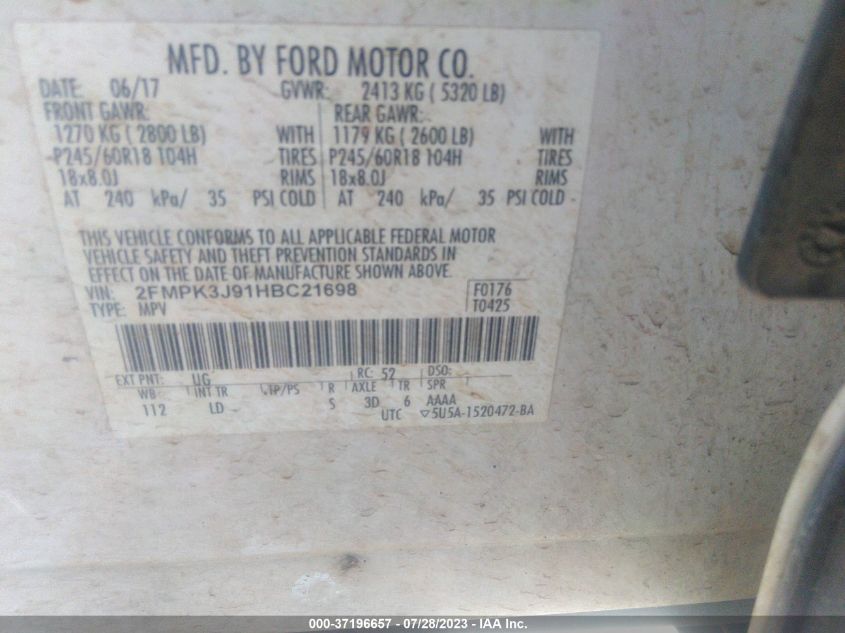 MFD. BY FORD MOTOR CO.
DATE: 06/17 GVWR: 2413 KG ( 5320 LB)
FRONT GAWR: REAR GAWR:
1270 KG ( 2800 LB) WITH 1179 KG ( 2600 LB) WITH
P245/60R18 104H TIRES P245/60R18 104H TIRES
18x8.0J RIMS 18x8.0J RIMS
AT 240 kPa/ 35 PSI COLD AT 240 kPa/ 35 PSI COLD
THIS VEHICLE CONFORMS TO ALL APPLICABLE FEDERAL MOTOR
VEHICLE SAFETY AND THEFT PREVENTION STANDARDS IN
EFFECT ON THE DATE OF MANUFACTURE SHOWN ABOVE.
VIN: 2FMPK3J91HBC21698 F0176
TYPE: MPV T0425
EXT PNT: UG RC: 52 DSO:
WB INT TR TP/PS R AXLE TR SPR
112 LD S 3D 6 AAAA
UTC ▽5U5A-1520472-BA
000-37196657 - 07/28/2023 - IAA Inc.